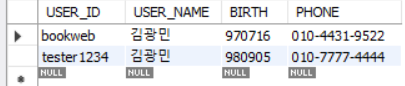 USER_ID USER_NAME BIRTH PHONE
bookweb 김광민 970716 010-4431-9522
tester1234 김광민 980905 010-7777-4444
NULL NULL NULL NULL